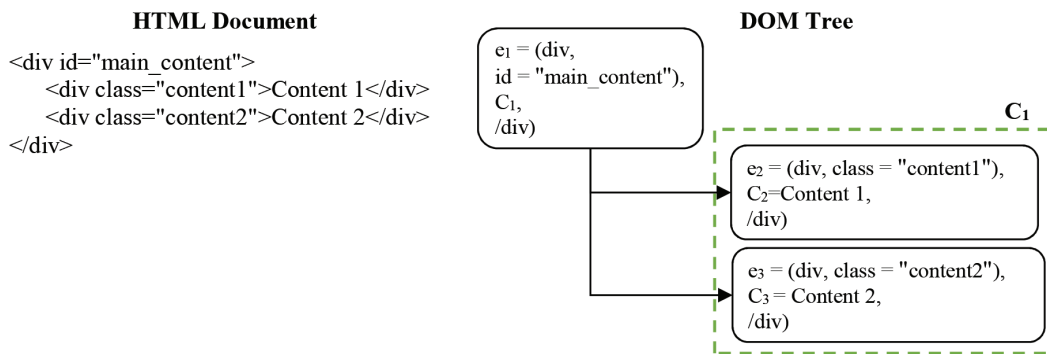 HTML Document
<div id="main_content">
<div class="content1">Content 1</div>
<div class="content2">Content 2</div>
</div>
DOM Tree
e₁ = (div,
id = "main_content"),
C₁,
/div)
C₁
e₂ = (div, class = "content1"),
C₂=Content 1,
/div)
e₃ = (div, class = "content2"),
C₃ = Content 2,
/div)